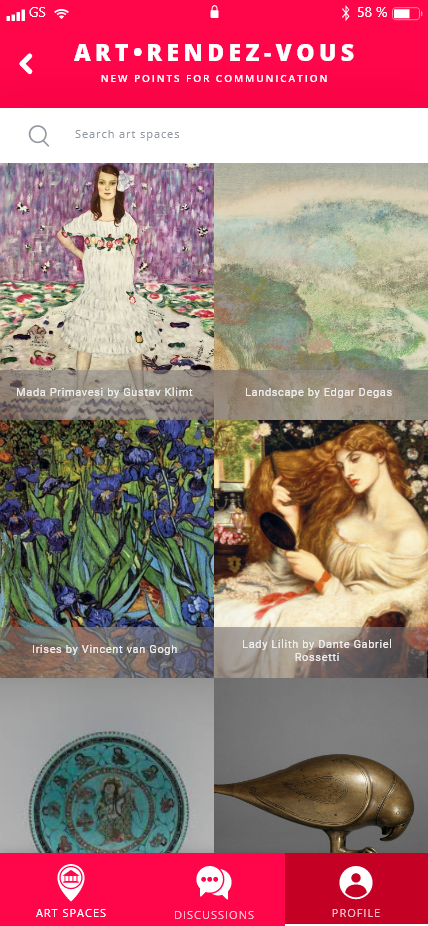 GS 58 %
ART•RENDEZ-VOUS
NEW POINTS FOR COMMUNICATION
Search art spaces
Mada Primavesi by Gustav Klimt
Landscape by Edgar Degas
Irises by Vincent van Gogh
Lady Lilith by Dante Gabriel
Rossetti
ART SPACES
DISCUSSIONS
PROFILE